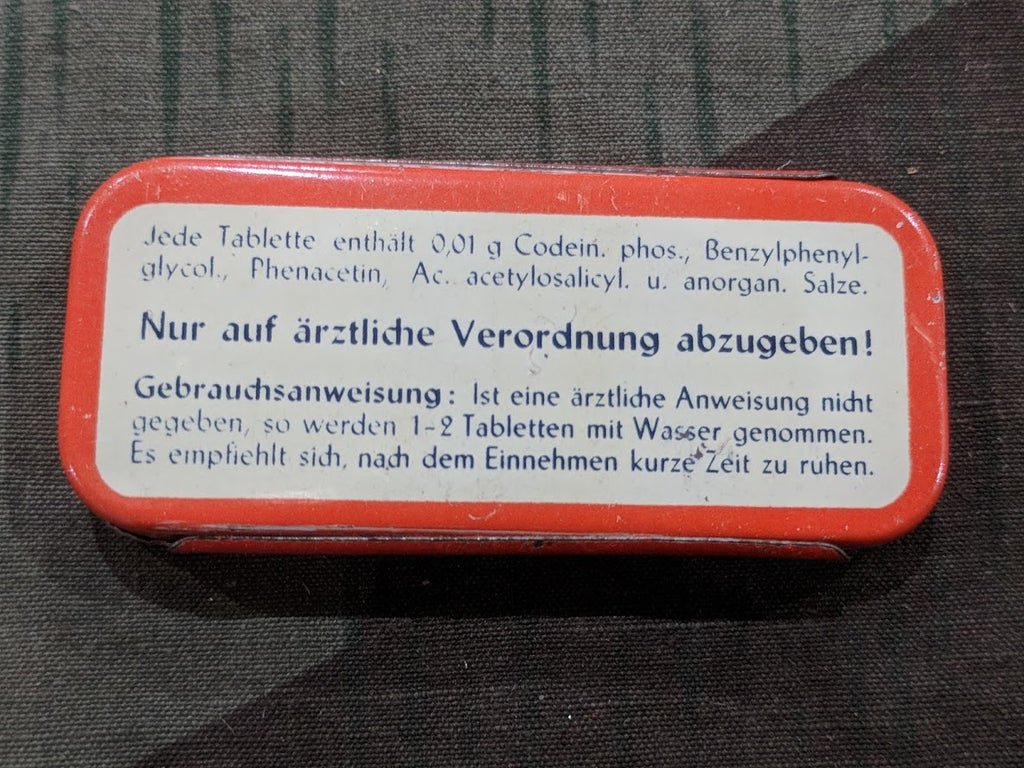 Jede Tablette enthält 0,01 g Codein. phos., Benzylphenyl-
glycol., Phenacetin, Ac. acetylosalicyl. u. anorgan. Salze.
Nur auf ärztliche Verordnung abzugeben!
Gebrauchsanweisung: Ist eine ärztliche Anweisung nicht
gegeben, so werden 1-2 Tabletten mit Wasser genommen.
Es empfiehlt sich, nach dem Einnehmen kurze Zeit zu ruhen.